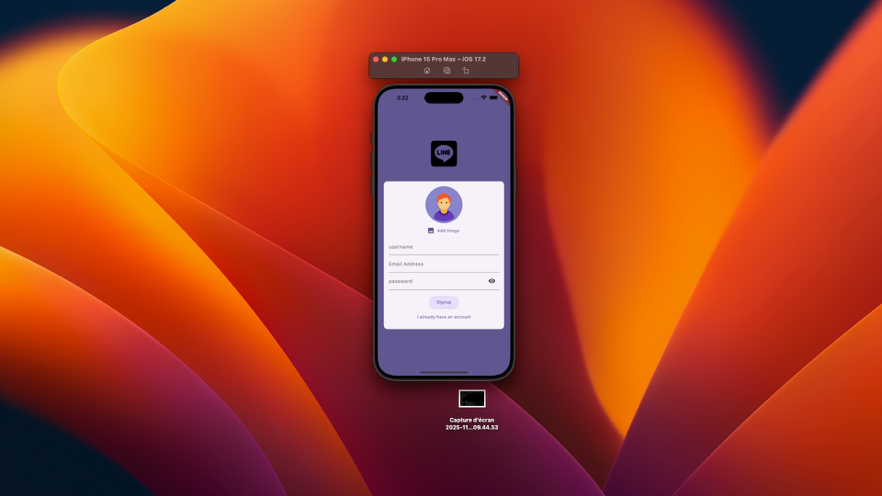 iPhone 15 Pro Max – iOS 17.2
3:22
LINE
Add Image
username
Email Address
password
Signup
I already have an account
Capture d'écran
2025-11...09.44.53